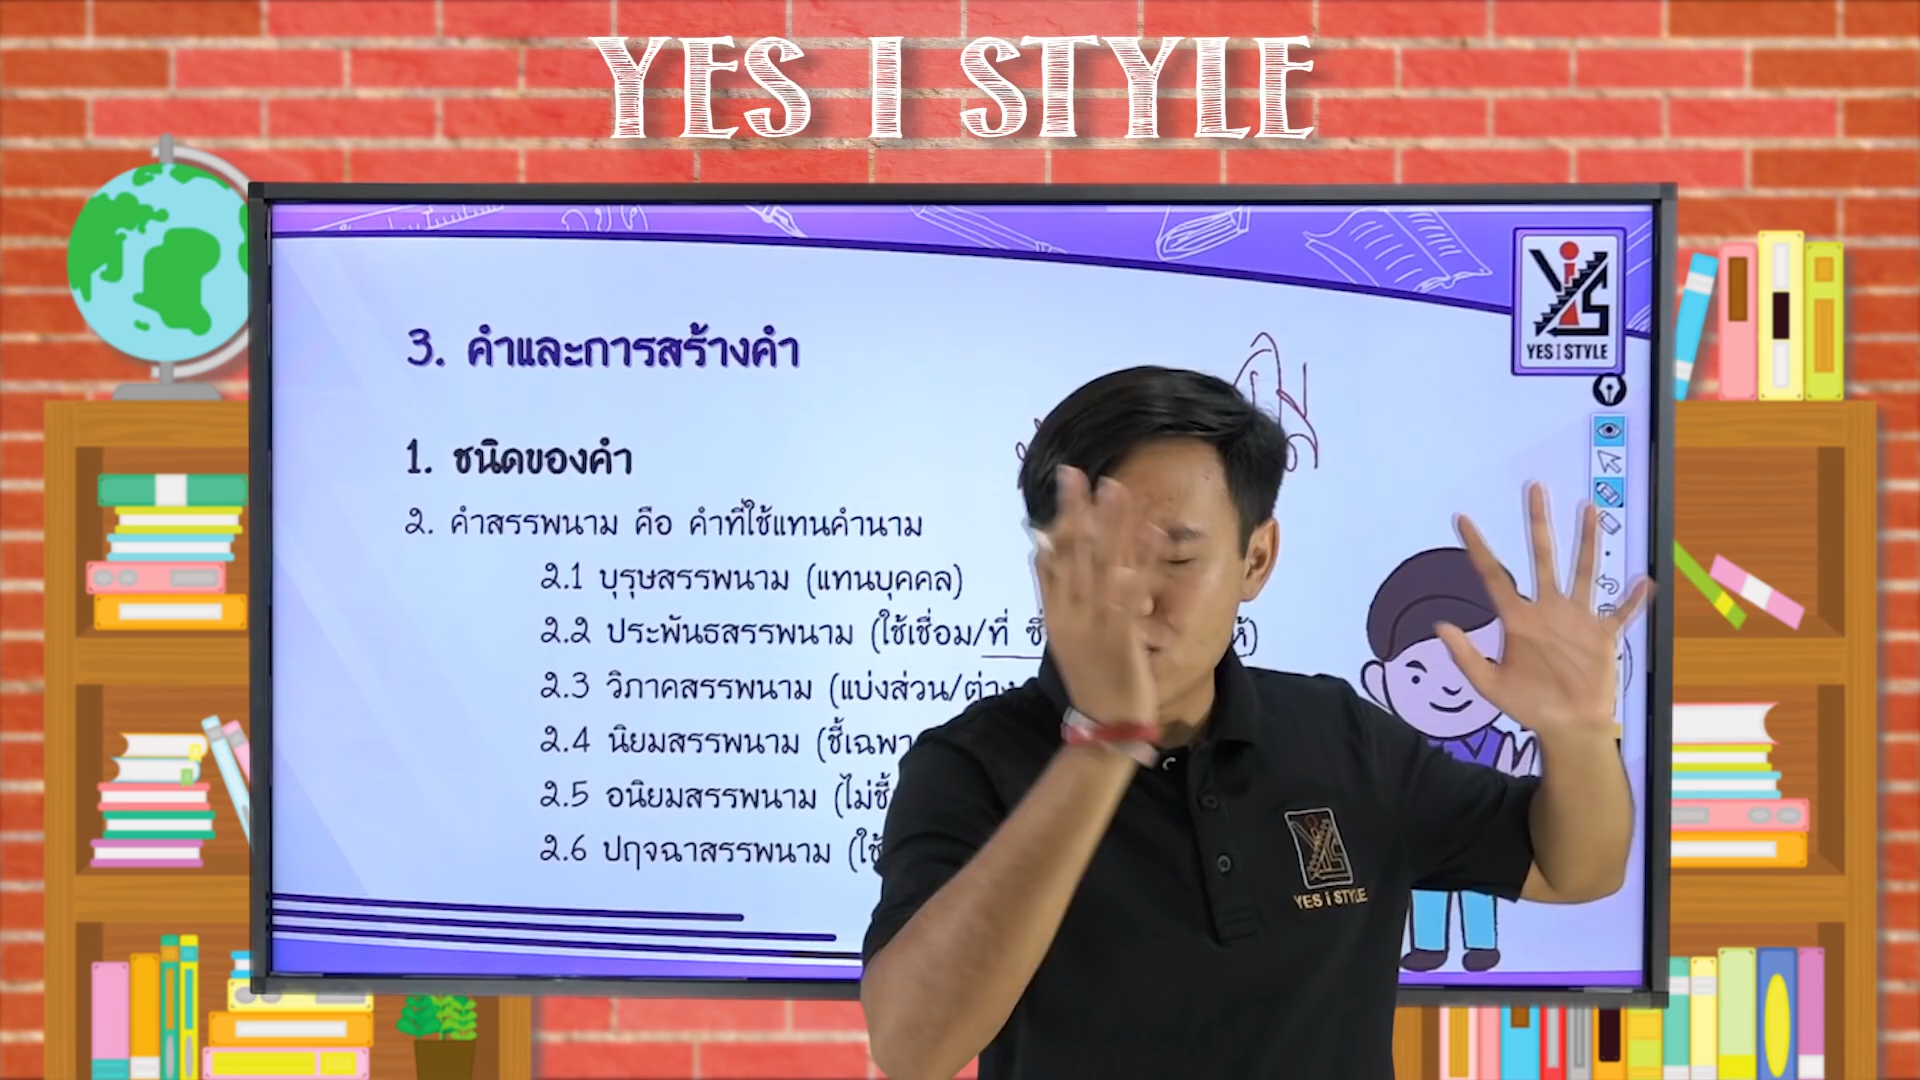 YES I STYLE
กขค
YES I STYLE
3. คำและการสร้างคำ
1. ชนิดของคำ
2. คำสรรพนาม คือ คำที่ใช้แทนคำนาม
2.1 บุรุษสรรพนาม (แทนบุคคล)
2.2 ประพันธสรรพนาม (ใช้เชื่อม/ที่
2.3 วิภาคสรรพนาม (แบ่งส่วน/ต่าง
2.4 นิยมสรรพนาม (ชี้เฉพา
2.5 อนิยมสรรพนาม (ไม่ชี้
2.6 ปฤจฉาสรรพนาม (ใช้
YES I STYLE